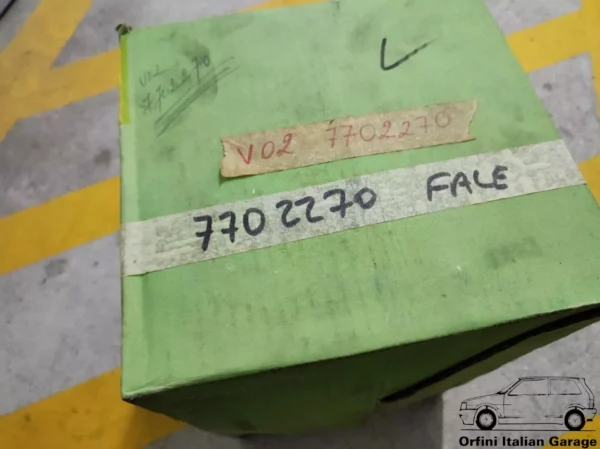 L
V02 7702270
7702270 FALE
Orfini Italian Garage